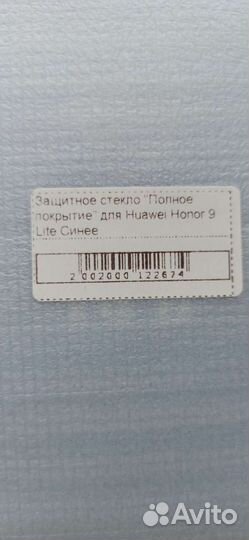 Защитное стекло "Полное
покрытие" для Huawei Honor 9
Lite Синее
2 002000 122674
Avito